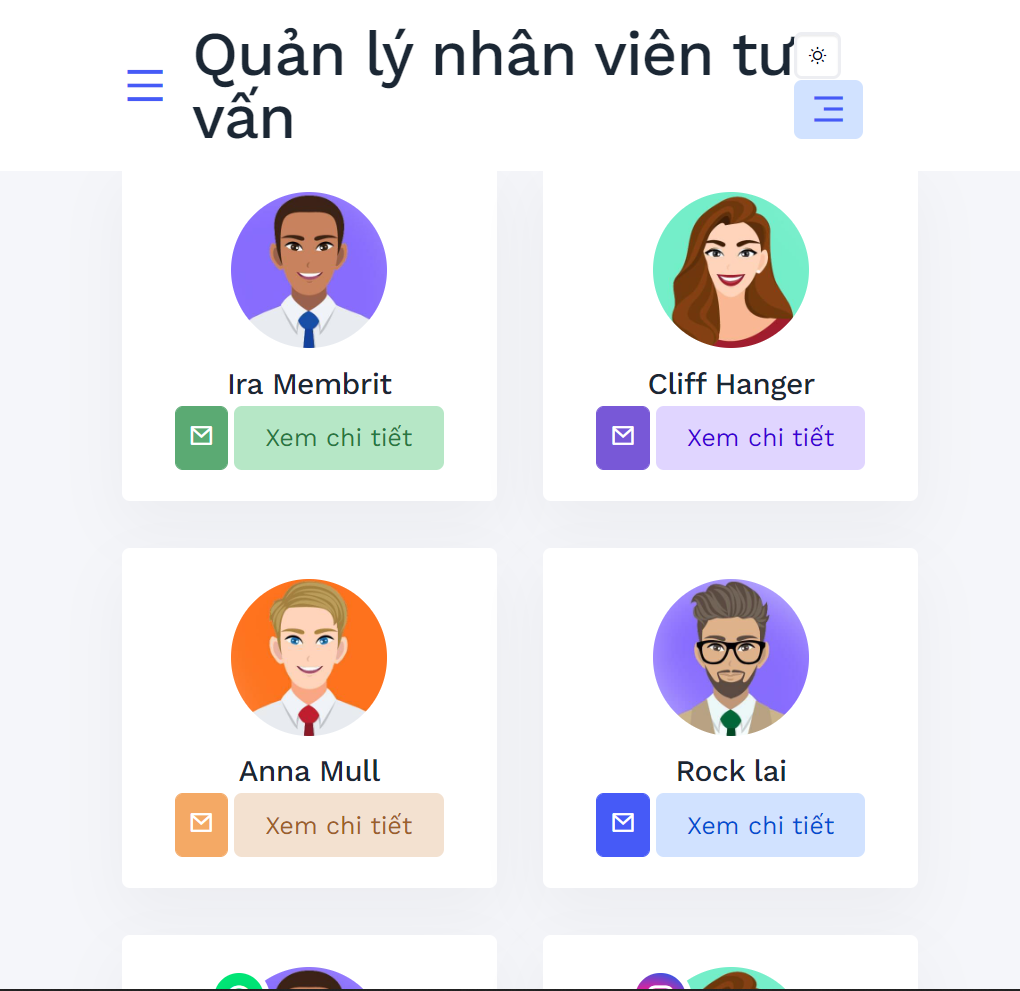 Quản lý nhân viên tư
vấn
Ira Membrit
Cliff Hanger
Xem chi tiết
Xem chi tiết
Anna Mull
Rock lai
Xem chi tiết
Xem chi tiết